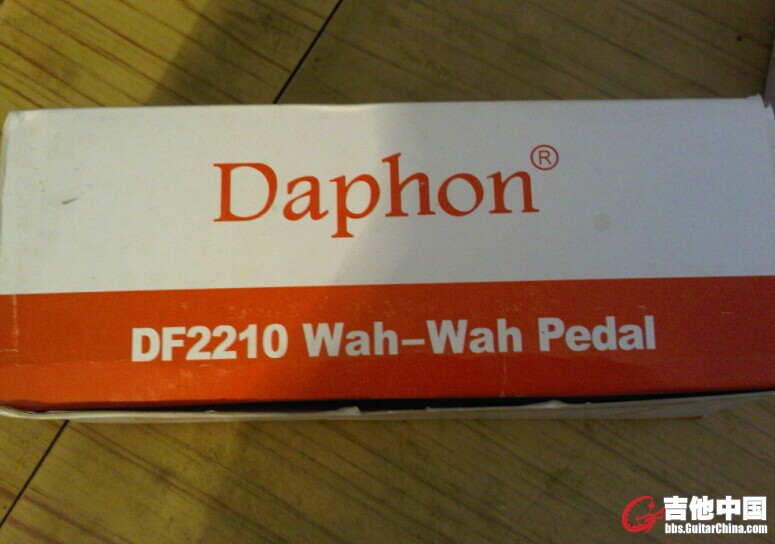 Daphon®
DF2210 Wah-Wah Pedal
吉他中国
bbs.GuitarChina.com